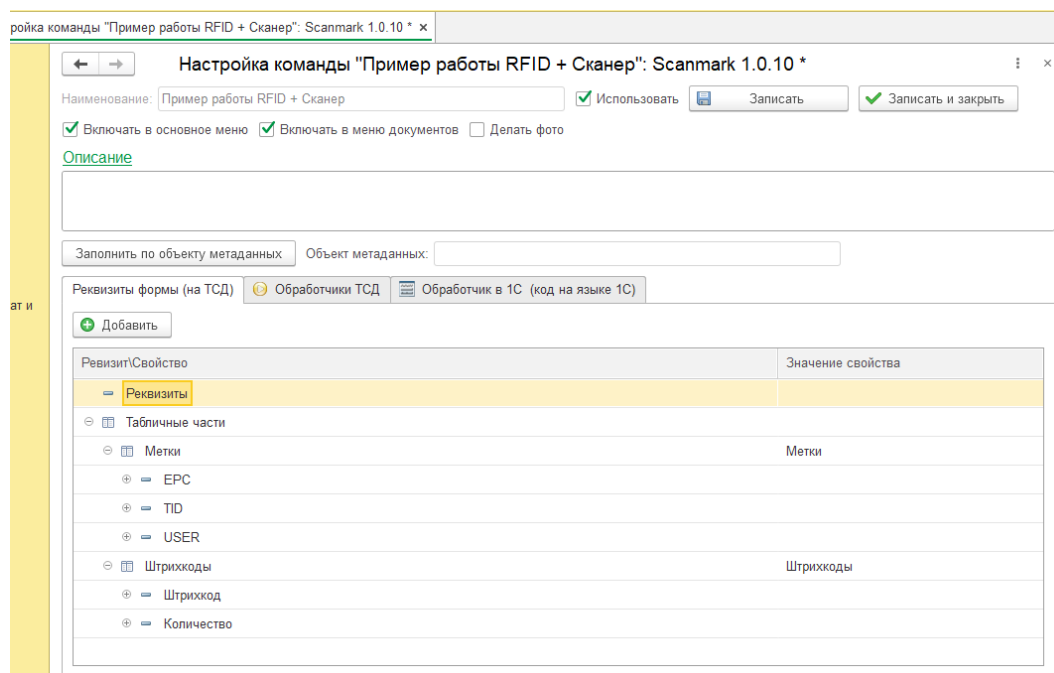 ройка команды "Пример работы RFID + Сканер": Scanmark 1.0.10 * ×
Настройка команды "Пример работы RFID + Сканер": Scanmark 1.0.10 *
Наименование: Пример работы RFID + Сканер Использовать Записать Записать и закрыть
Включать в основное меню Включать в меню документов Делать фото
Описание
Заполнить по объекту метаданных Объект метаданных:
Реквизиты формы (на ТСД) Обработчики ТСД Обработчик в 1С (код на языке 1С)
ат и
Добавить
Ревизит\Свойство Значение свойства
Реквизиты
Табличные части
Метки Метки
EPC
TID
USER
Штрихкоды Штрихкоды
Штрихкод
Количество